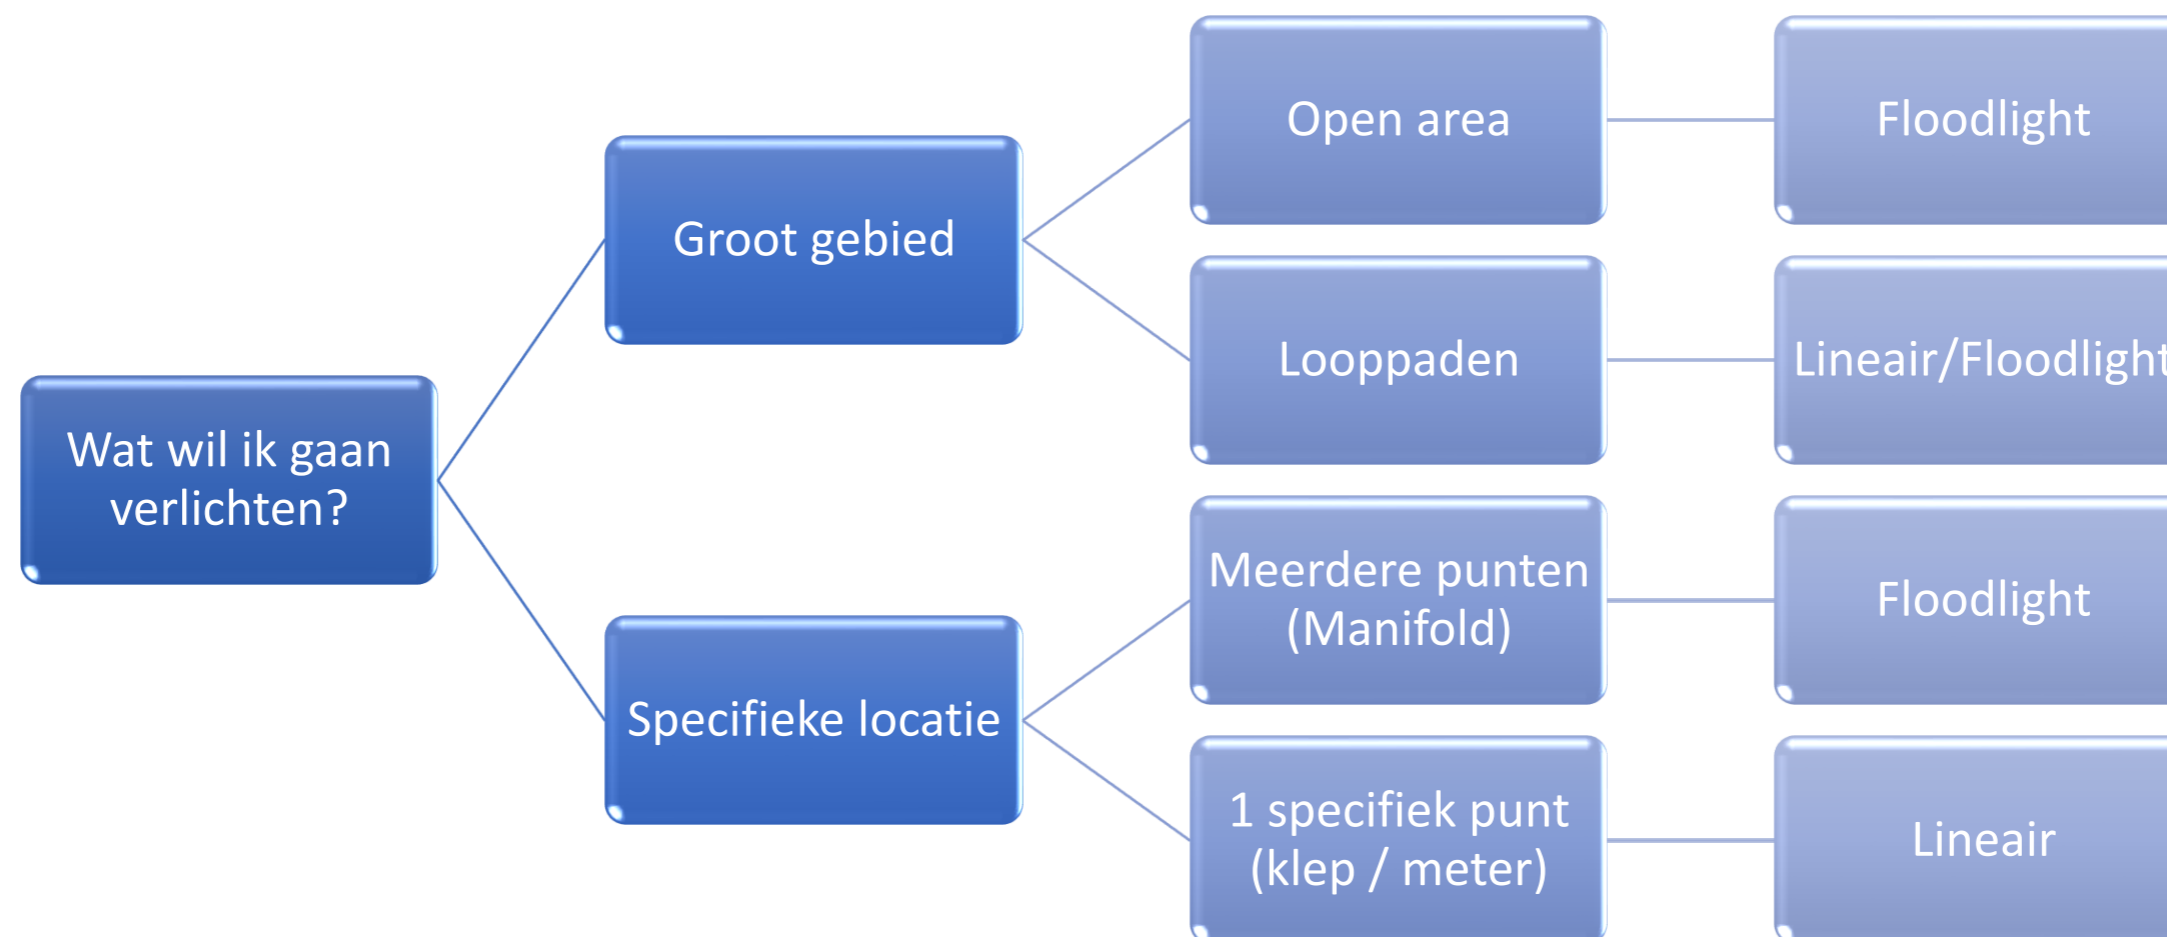 Wat wil ik gaan
verlichten?
Groot gebied
Open area
Floodlight
Looppaden
Lineair/Floodlight
Specifieke locatie
Meerdere punten
(Manifold)
Floodlight
1 specifiek punt
(klep / meter)
Lineair